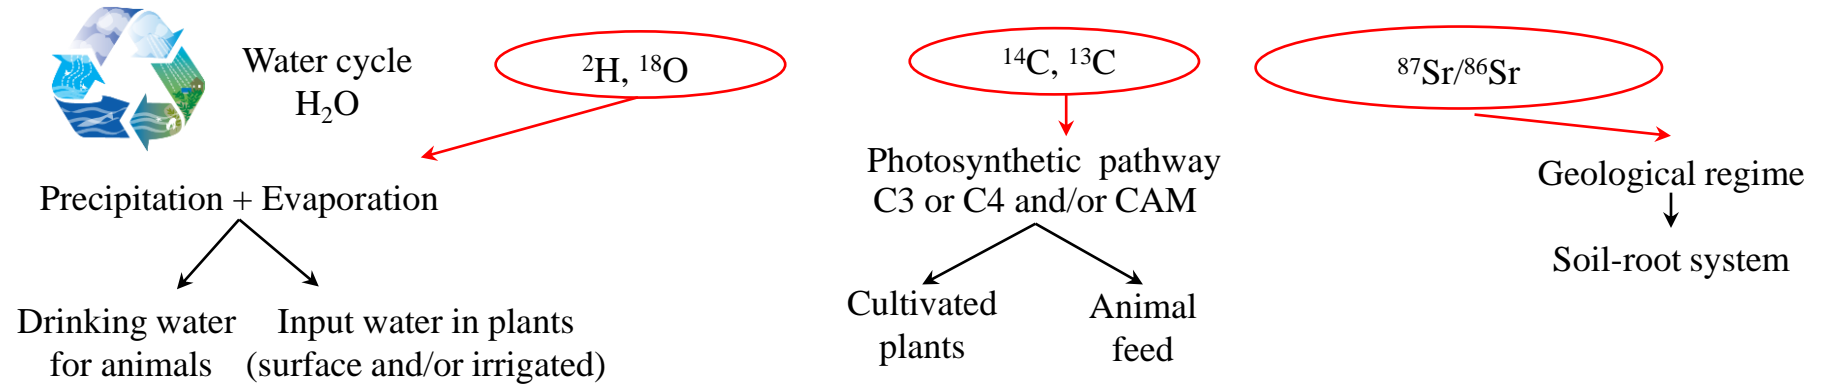 Water cycle
H₂O
²H, ¹⁸O
Precipitation + Evaporation
Drinking water
for animals
Input water in plants
(surface and/or irrigated)
¹⁴C, ¹³C
Photosynthetic pathway
C3 or C4 and/or CAM
Cultivated
plants
Animal
feed
⁸⁷Sr/⁸⁶Sr
Geological regime
Soil-root system